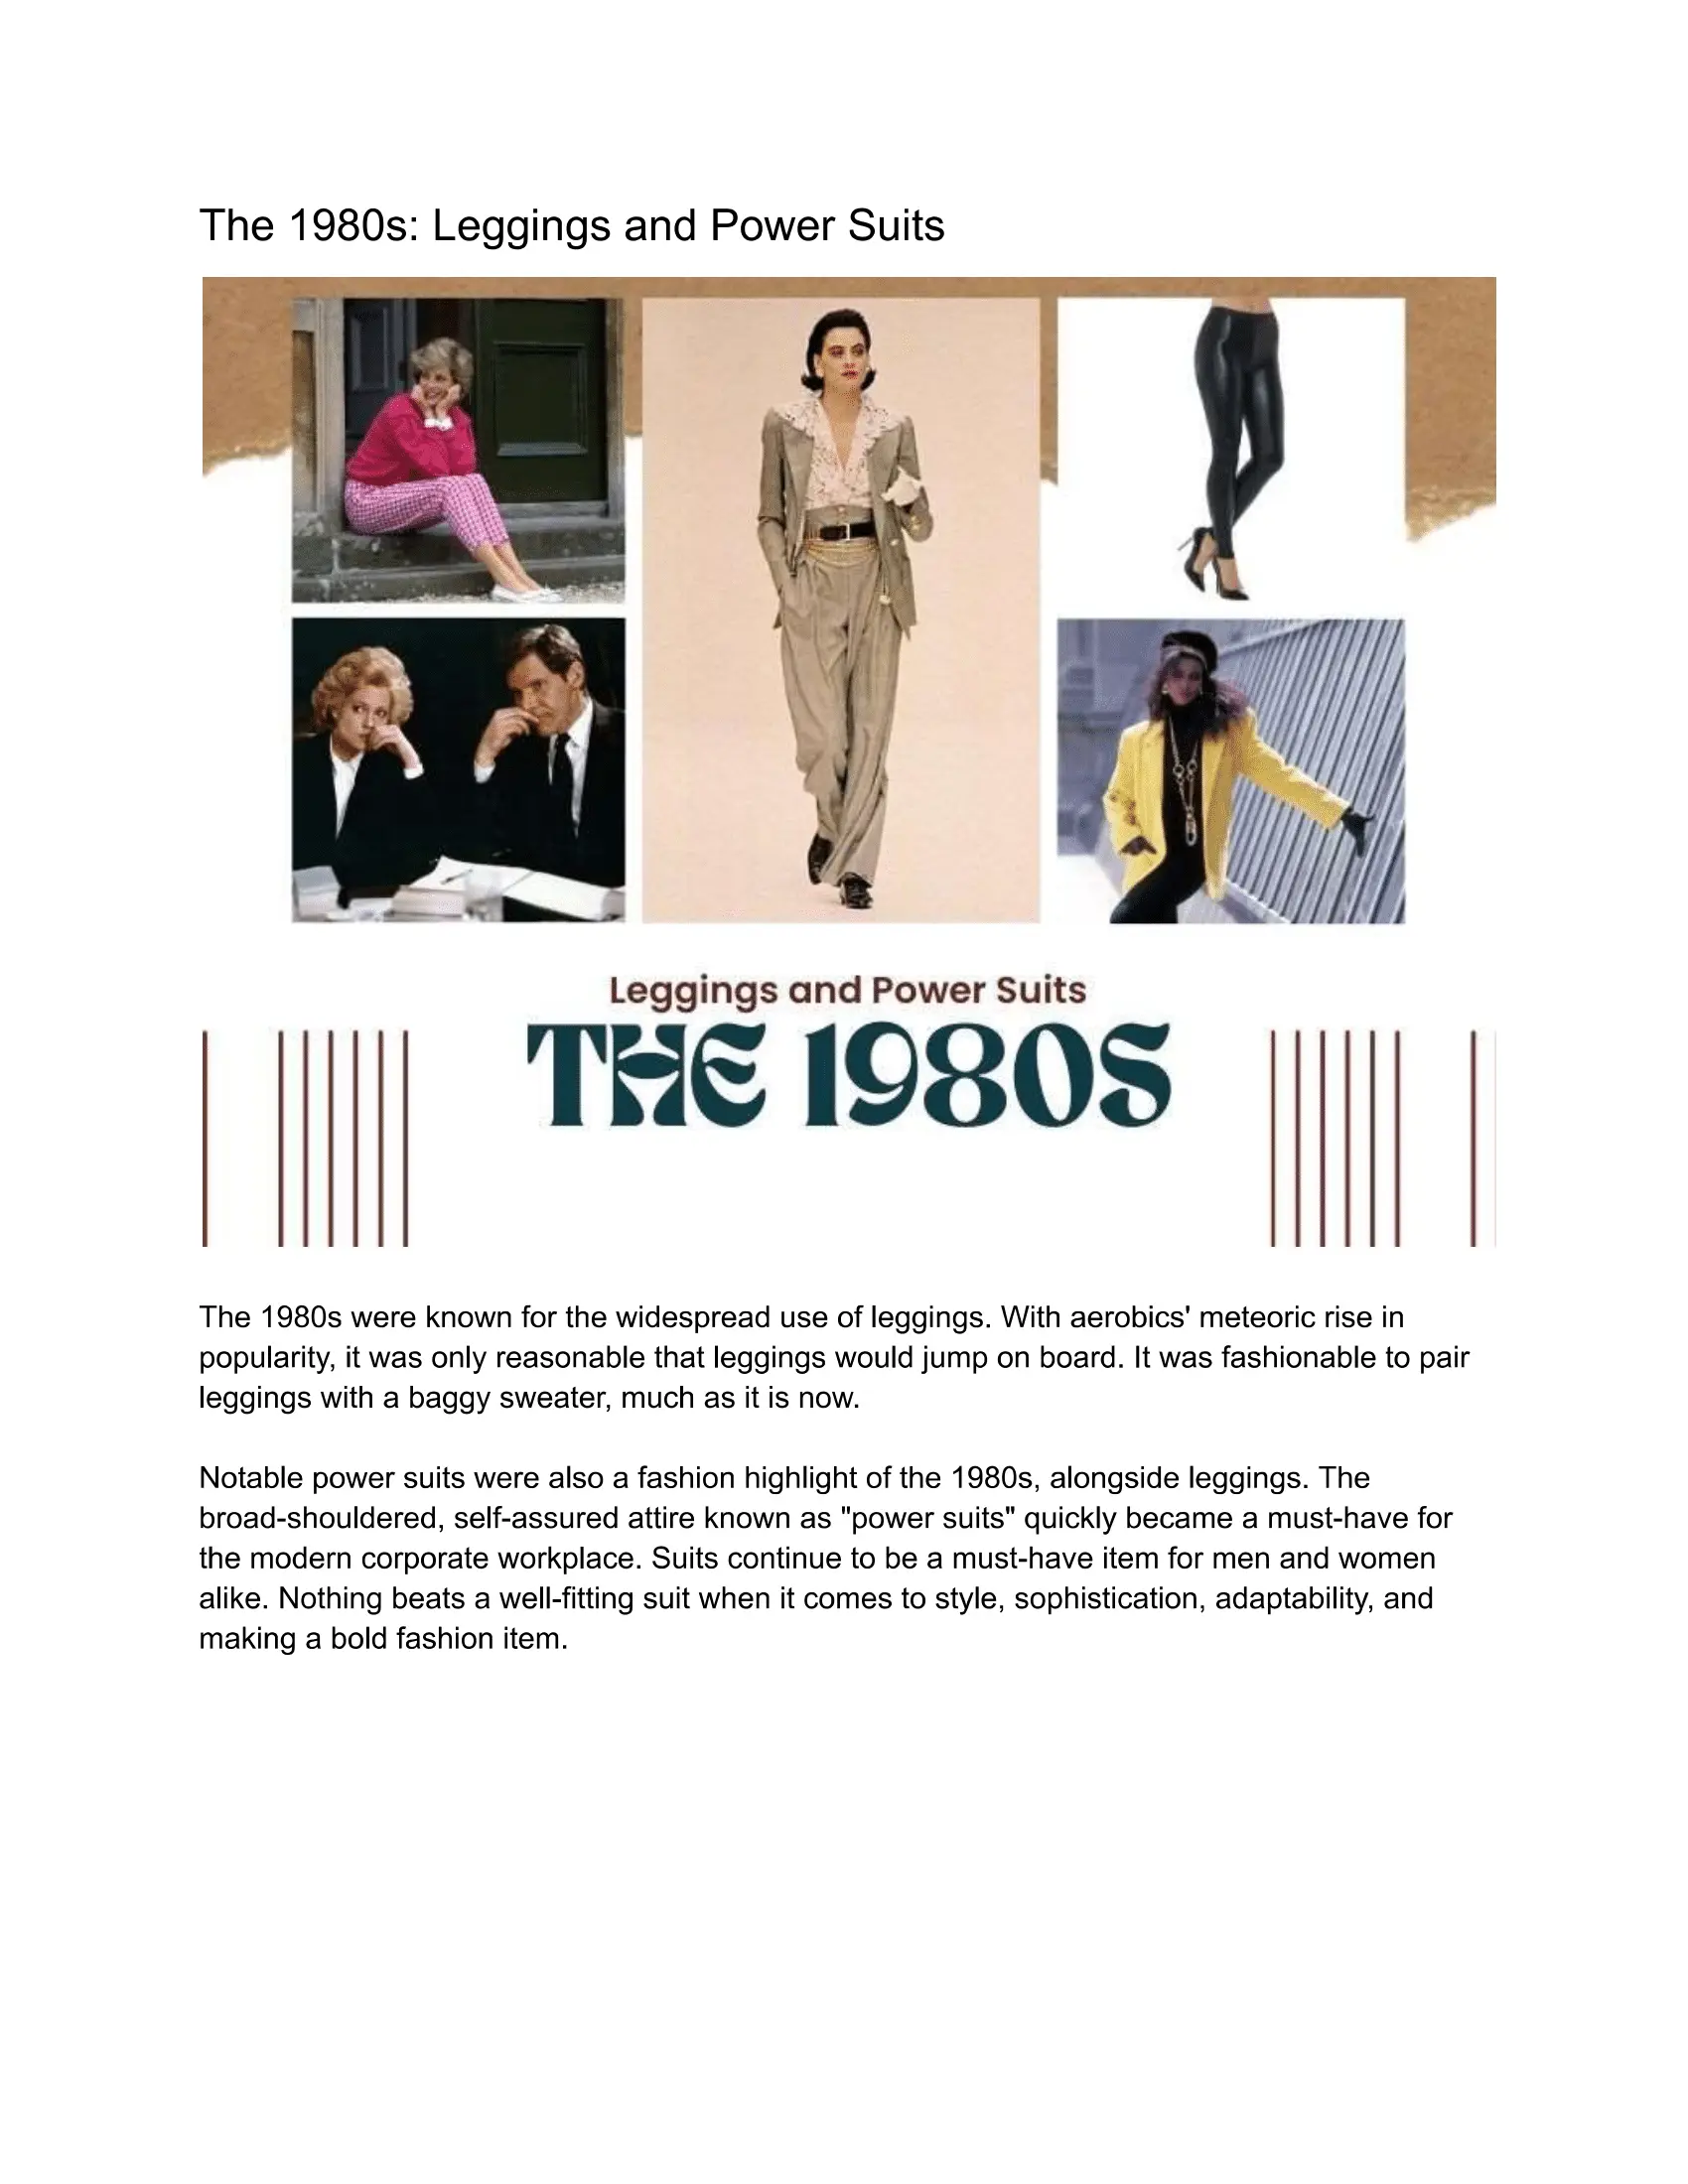 The 1980s: Leggings and Power Suits
Leggings and Power Suits
THE 1980S
The 1980s were known for the widespread use of leggings. With aerobics' meteoric rise in
popularity, it was only reasonable that leggings would jump on board. It was fashionable to pair
leggings with a baggy sweater, much as it is now.
Notable power suits were also a fashion highlight of the 1980s, alongside leggings. The
broad-shouldered, self-assured attire known as "power suits" quickly became a must-have for
the modern corporate workplace. Suits continue to be a must-have item for men and women
alike. Nothing beats a well-fitting suit when it comes to style, sophistication, adaptability, and
making a bold fashion item.